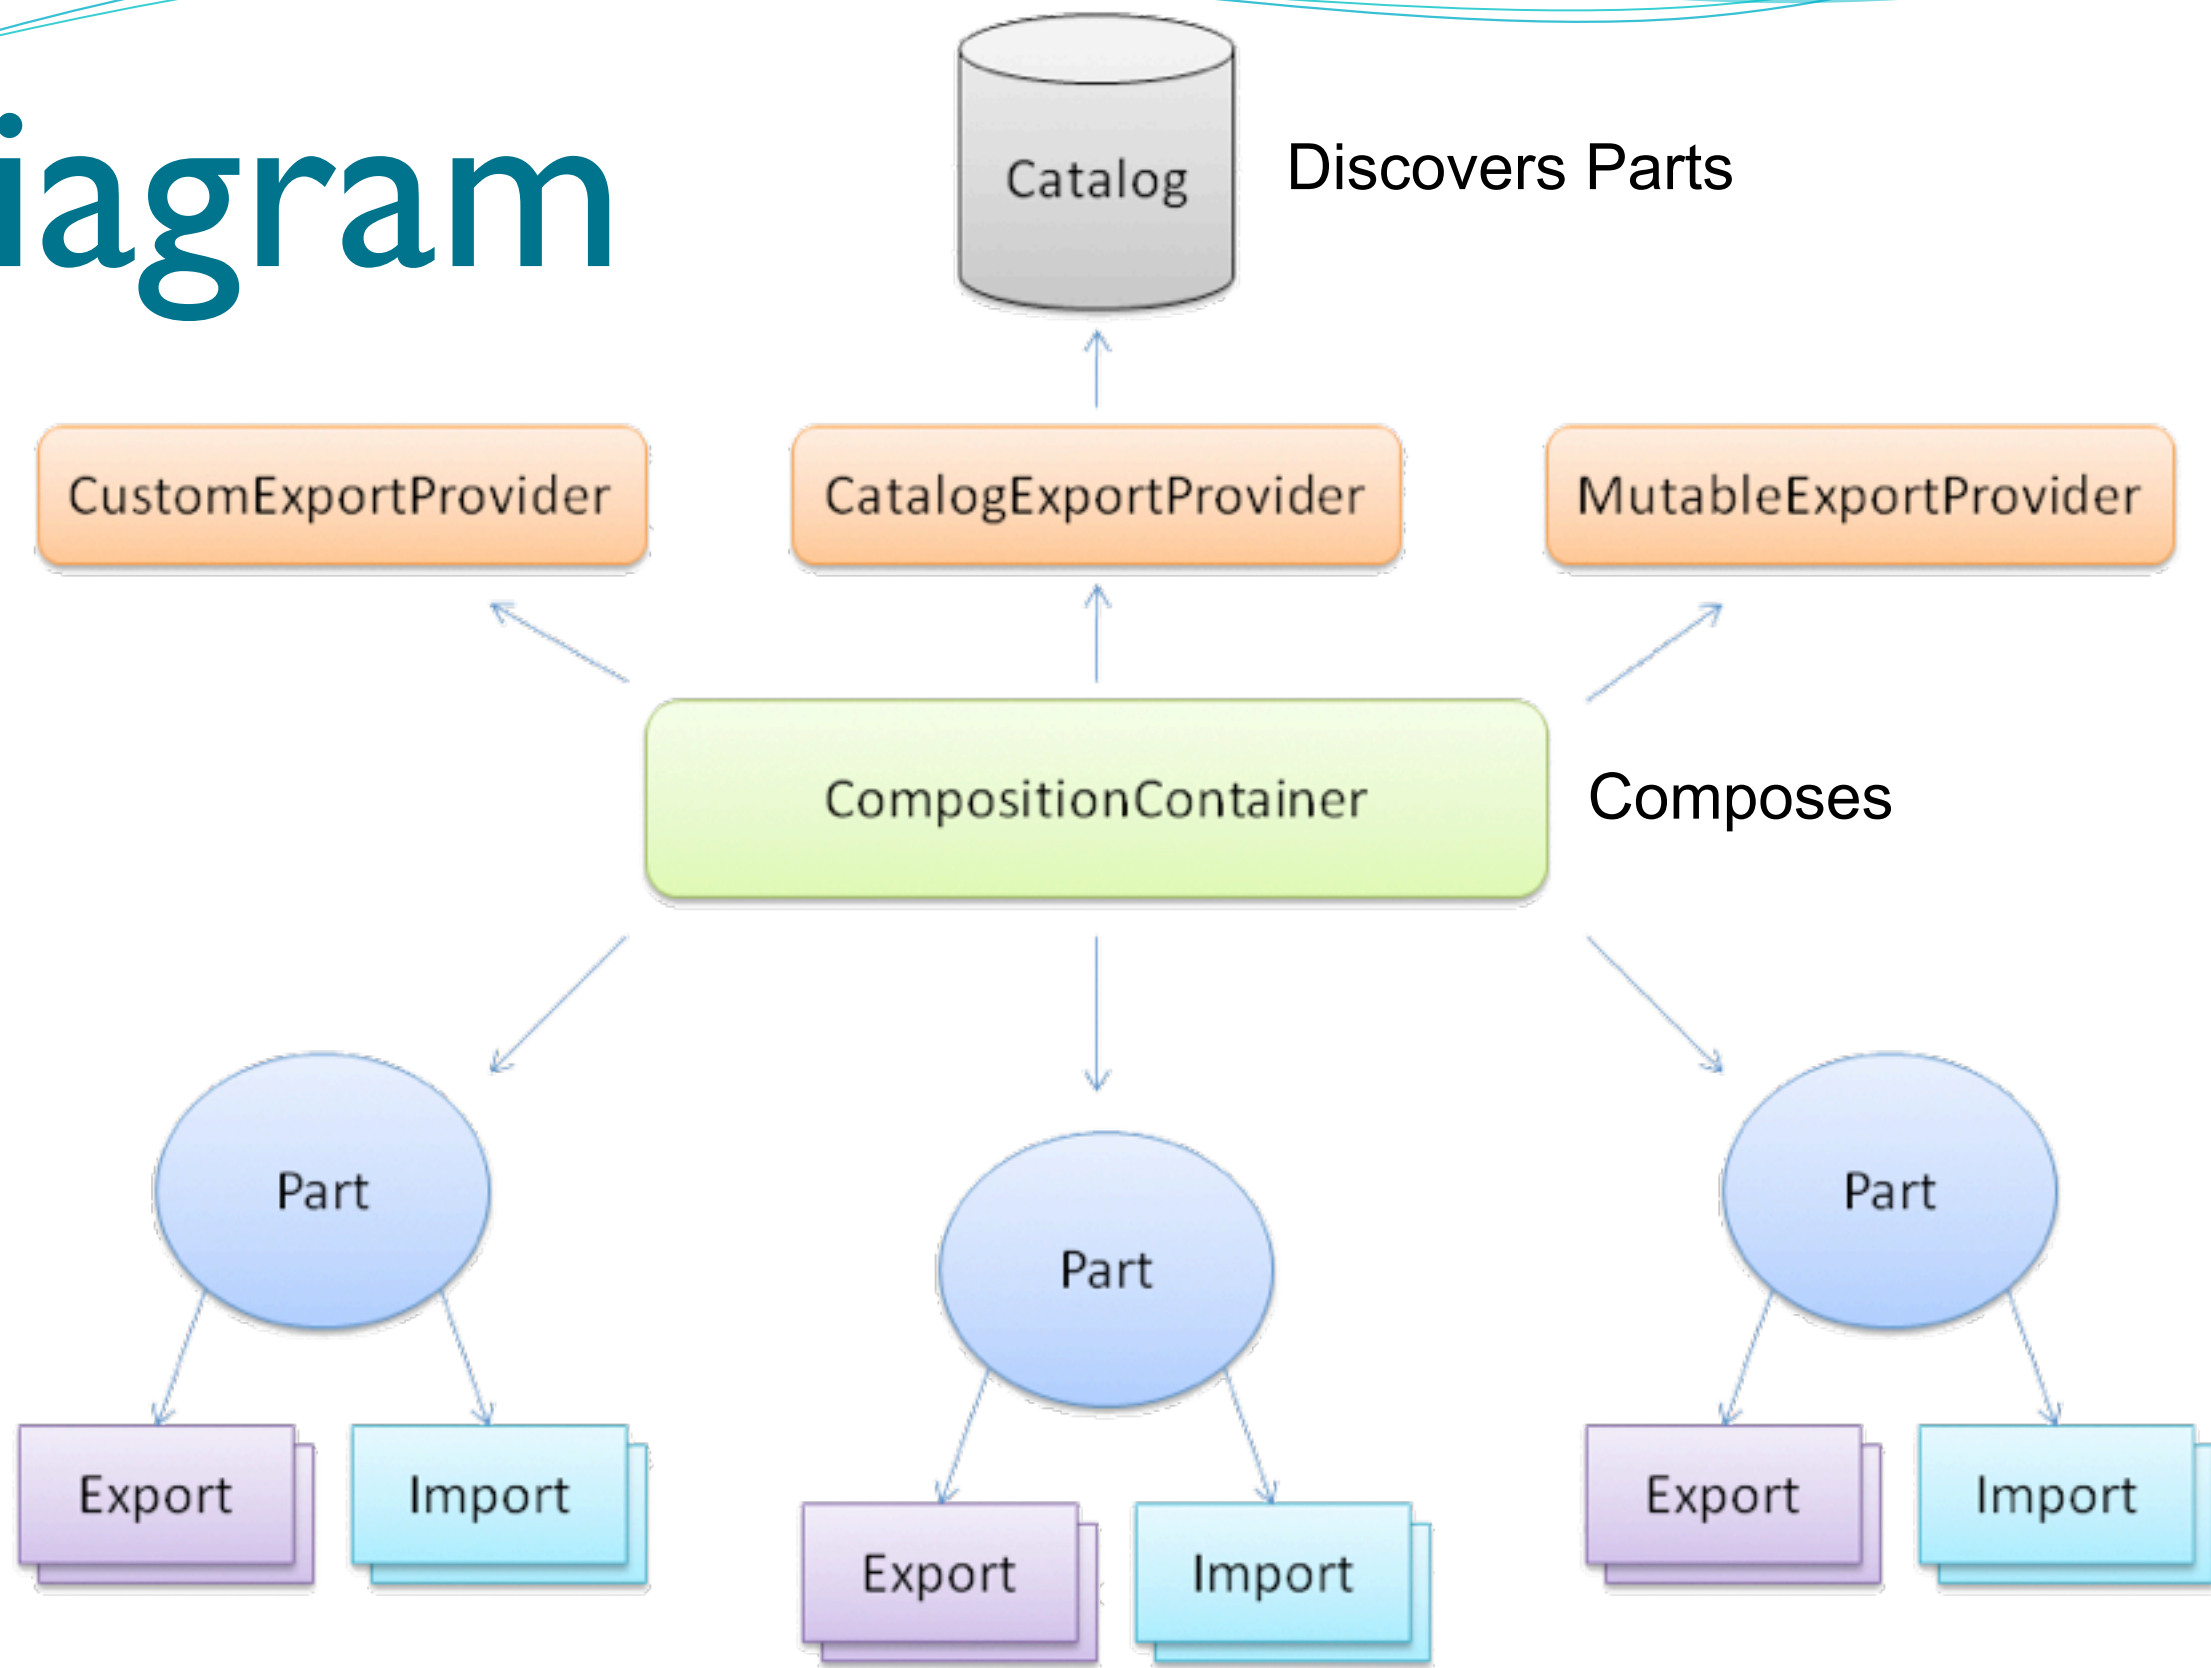 iagram
Catalog
Discovers Parts
CustomExportProvider
CatalogExportProvider
MutableExportProvider
CompositionContainer
Composes
Part
Part
Part
Export
Import
Export
Import
Export
Import